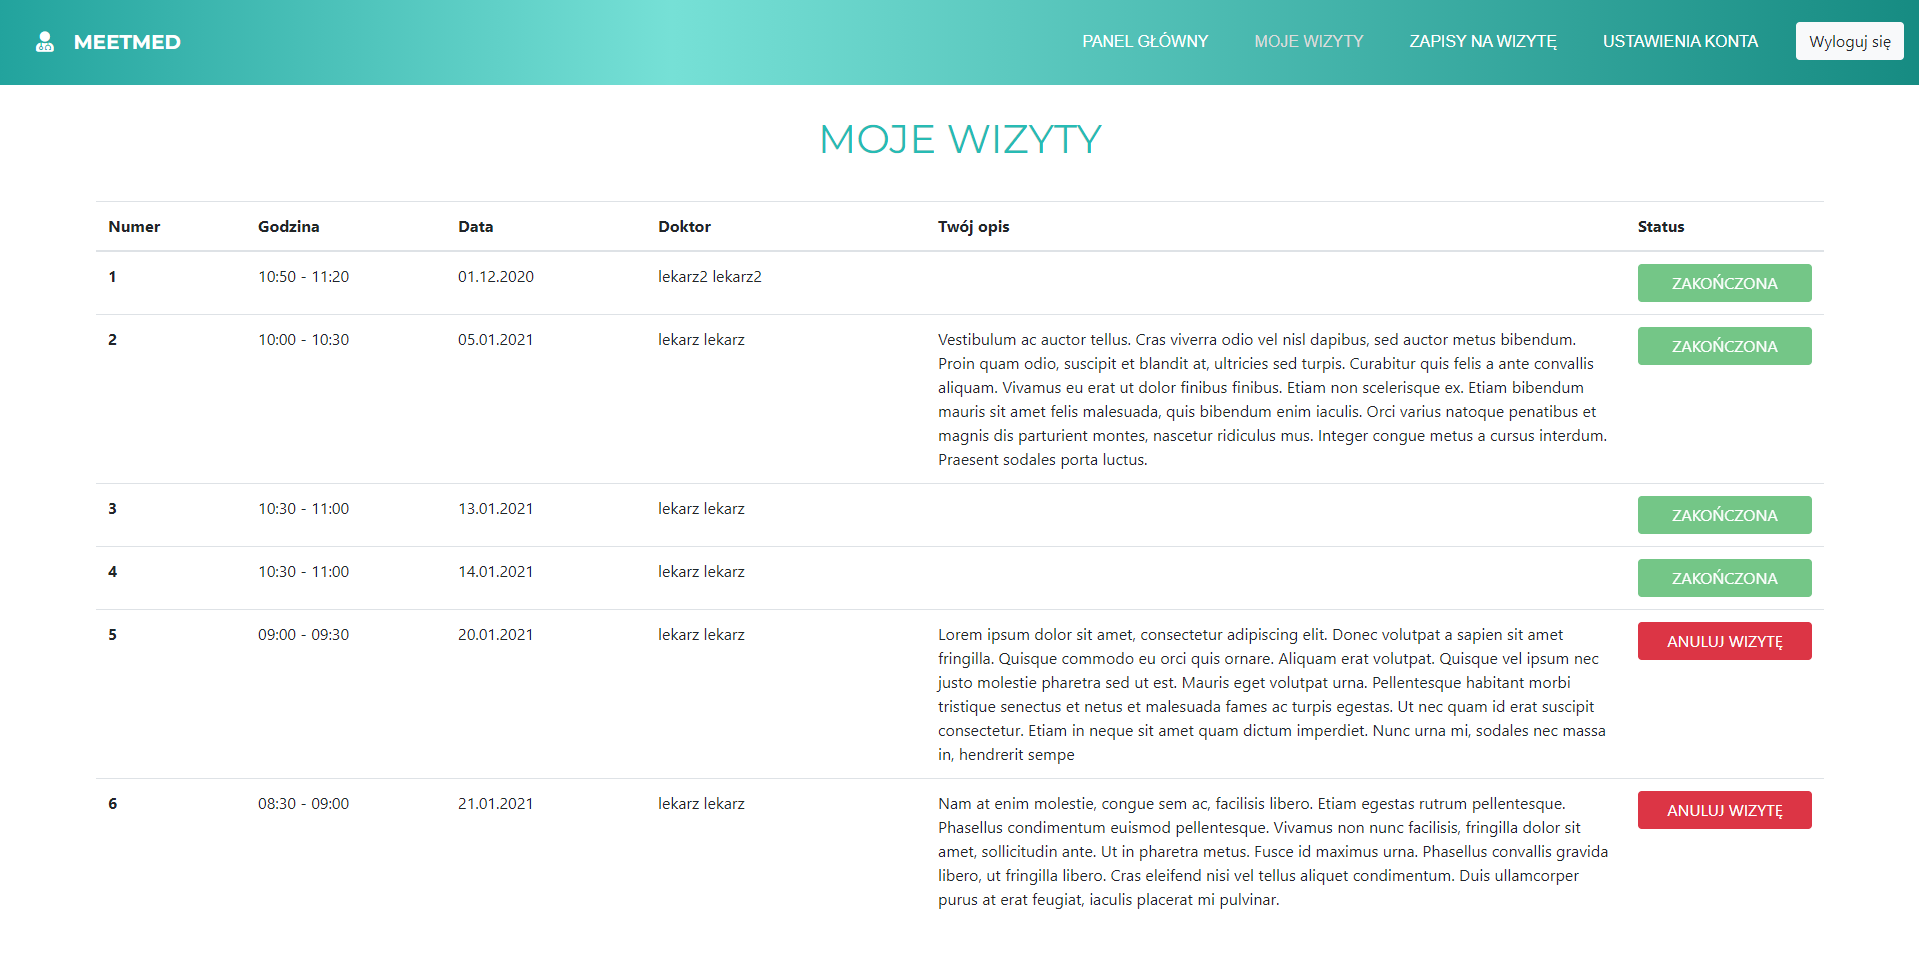 MEETMED PANEL GŁÓWNY MOJE WIZYTY ZAPISY NA WIZYTĘ USTAWIENIA KONTA Wyloguj się
MOJE WIZYTY
Numer Godzina Data Doktor Twój opis Status
1 10:50 - 11:20 01.12.2020 lekarz2 lekarz2 ZAKOŃCZONA
2 10:00 - 10:30 05.01.2021 lekarz lekarz Vestibulum ac auctor tellus. Cras viverra odio vel nisl dapibus, sed auctor metus bibendum. ZAKOŃCZONA
Proin quam odio, suscipit et blandit at, ultricies sed turpis. Curabitur quis felis a ante convallis
aliquam. Vivamus eu erat ut dolor finibus finibus. Etiam non scelerisque ex. Etiam bibendum
mauris sit amet felis malesuada, quis bibendum enim iaculis. Orci varius natoque penatibus et
magnis dis parturient montes, nascetur ridiculus mus. Integer congue metus a cursus interdum.
Praesent sodales porta luctus.
3 10:30 - 11:00 13.01.2021 lekarz lekarz ZAKOŃCZONA
4 10:30 - 11:00 14.01.2021 lekarz lekarz ZAKOŃCZONA
5 09:00 - 09:30 20.01.2021 lekarz lekarz Lorem ipsum dolor sit amet, consectetur adipiscing elit. Donec volutpat a sapien sit amet ANULUJ WIZYTĘ
fringilla. Quisque commodo eu orci quis ornare. Aliquam erat volutpat. Quisque vel ipsum nec
justo molestie pharetra sed ut est. Mauris eget volutpat urna. Pellentesque habitant morbi
tristique senectus et netus et malesuada fames ac turpis egestas. Ut nec quam id erat suscipit
consectetur. Etiam in neque sit amet quam dictum imperdiet. Nunc urna mi, sodales nec massa
in, hendrerit sempe
6 08:30 - 09:00 21.01.2021 lekarz lekarz Nam at enim molestie, congue sem ac, facilisis libero. Etiam egestas rutrum pellentesque. ANULUJ WIZYTĘ
Phasellus condimentum euismod pellentesque. Vivamus non nunc facilisis, fringilla dolor sit
amet, sollicitudin ante. Ut in pharetra metus. Fusce id maximus urna. Phasellus convallis gravida
libero, ut fringilla libero. Cras eleifend nisi vel tellus aliquet condimentum. Duis ullamcorper
purus at erat feugiat, iaculis placerat mi pulvinar.